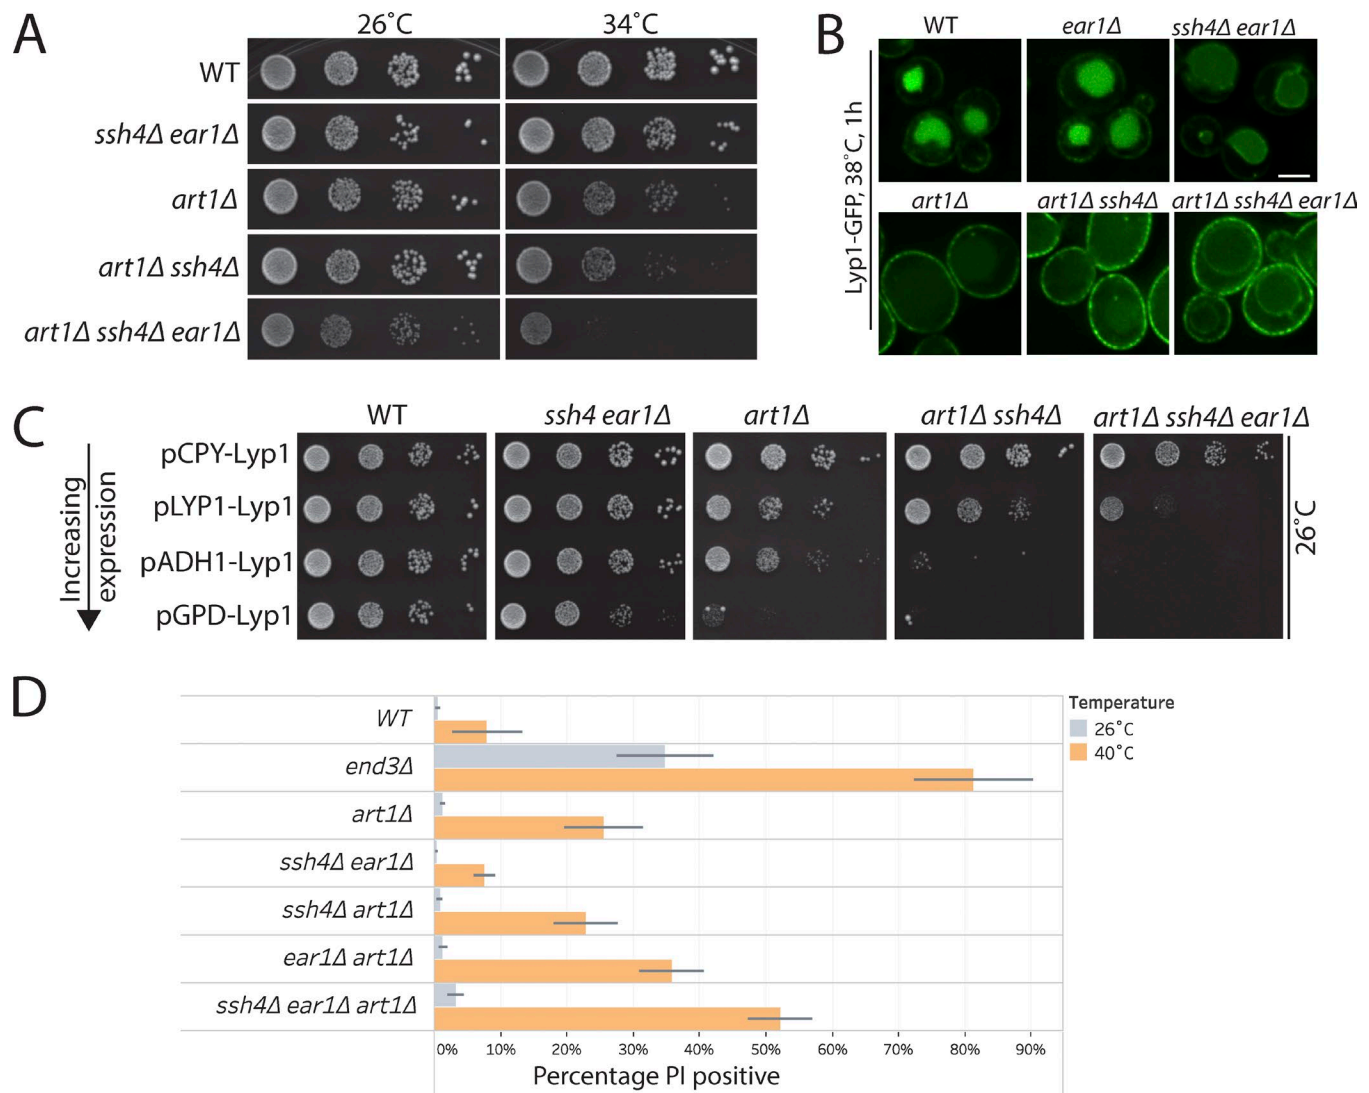 A
26˚C
34˚C
WT
ssh4Δ ear1Δ
art1Δ
art1Δ ssh4Δ
art1Δ ssh4Δ ear1Δ
B
WT
ear1Δ
ssh4Δ ear1Δ
Lyp1-GFP, 38˚C, 1h
art1Δ
art1Δ ssh4Δ
art1Δ ssh4Δ ear1Δ
C
WT
ssh4 ear1Δ
art1Δ
art1Δ ssh4Δ
art1Δ ssh4Δ ear1Δ
Increasing
expression
pCPY-Lyp1
pLYP1-Lyp1
pADH1-Lyp1
pGPD-Lyp1
26˚C
D
WT
end3Δ
art1Δ
ssh4Δ ear1Δ
ssh4Δ art1Δ
ear1Δ art1Δ
ssh4Δ ear1Δ art1Δ
0% 10% 20% 30% 40% 50% 60% 70% 80% 90%
Percentage PI positive
Temperature
26˚C
40˚C